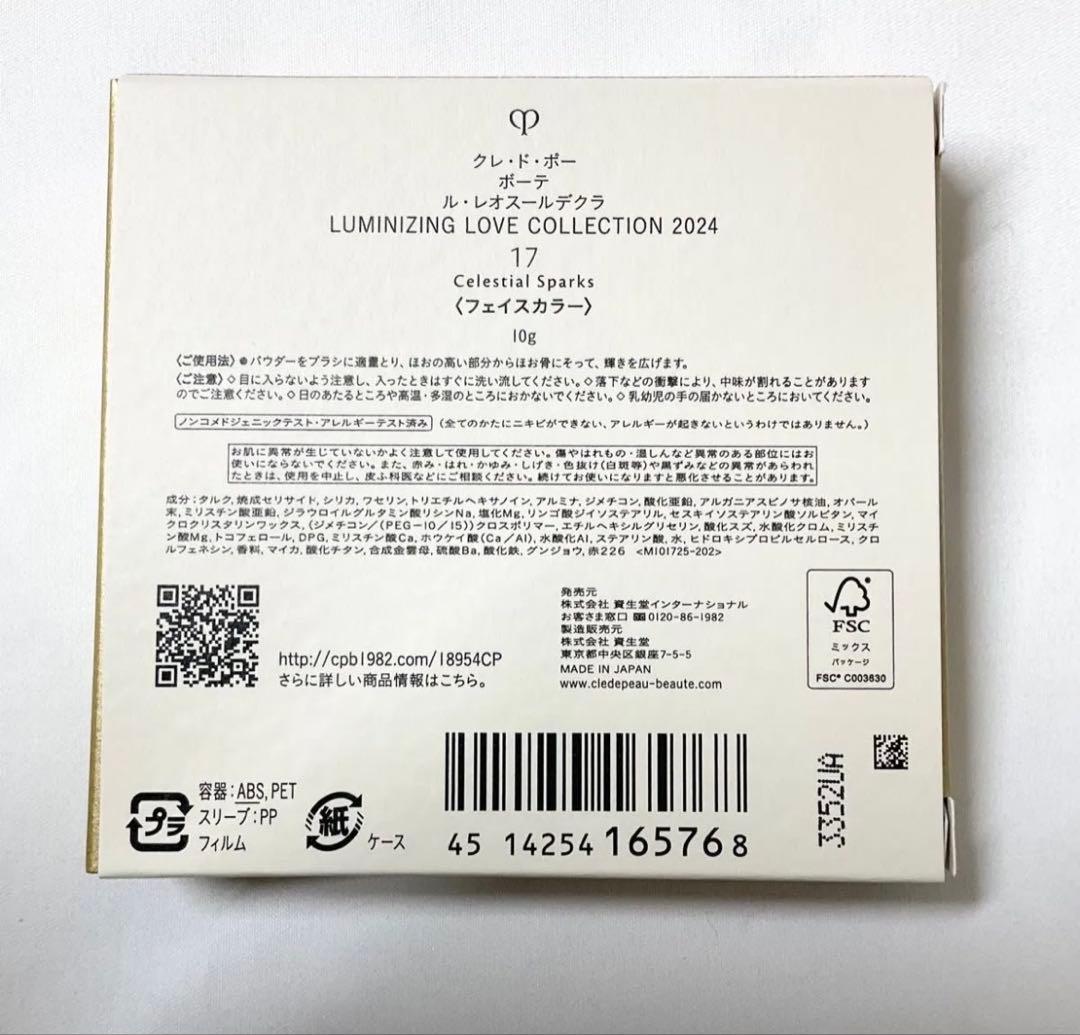 クレ・ド・ポー
ボーテ
ル・レオスールデクラ
LUMINIZING LOVE COLLECTION 2024
17
Celestial Sparks
〈フェイスカラー〉
10g
〈ご使用法〉●パウダーをブラシに適量とり、ほおの高い部分からほお骨にそって、輝きを広げます。
〈ご注意〉◇目に入らないよう注意し、入ったときはすぐに洗い流してください。◇落下などの衝撃により、中味が割れることがあります
のでご注意ください。◇日のあたるところや高温・多湿のところにおかないでください。◇乳幼児の手の届かないところにおいてください。
ノンコメドジェニックテスト・アレルギーテスト済み (全てのかたにニキビができない、アレルギーが起きないというわけではありません。)
お肌に異常が生じていないかよく注意して使用してください。傷やはれもの・湿しんなど異常のある部位にはお
使いにならないでください。また、赤み・はれ・かゆみ・しげき・色抜け(白斑等)や黒ずみなどの異常があらわれ
たときは、使用を中止し、皮ふ科医などにご相談ください。続けてお使いになりますと悪化させることがあります。
成分:タルク,焼成セリサイト,シリカ,ワセリン,トリエチルヘキサノイン,アルミナ,ジメチコン,酸化亜鉛,アルガニアスピノサ核油,オパール
末,ミリスチン酸亜鉛,ジラウロイルグルタミン酸リシンNa,塩化Mg,リンゴ酸ジイソステアリル,セスキイソステアリン酸ソルビタン,マイ
クロクリスタリンワックス,(ジメチコン/(PEG-10/15))クロスポリマー,エチルヘキシルグリセリン,酸化スズ,水酸化クロム,ミリスチ
ン酸Mg,トコフェロール,DPG,ミリスチン酸Ca,ホウケイ酸(Ca/Al),水酸化Al,ステアリン酸,水,ヒドロキシプロピルセルロース,クロ
ルフェネシン,香料,マイカ,酸化チタン,合成金雲母,硫酸Ba,酸化鉄,グンジョウ,赤226 <M101725-202>
http://cpb1982.com/18954CP
さらに詳しい商品情報はこちら。
発売元
株式会社 資生堂インターナショナル
お客さま窓口 0120-86-1982
製造販売元
株式会社 資生堂
東京都中央区銀座7-5-5
MADE IN JAPAN
www.cledepeau-beaute.com
FSC
ミックス
パッケージ
FSC® C003630
プラ
容器:ABS,PET
スリーブ:PP
フィルム
紙
ケース
45 14254 165768
3352UA